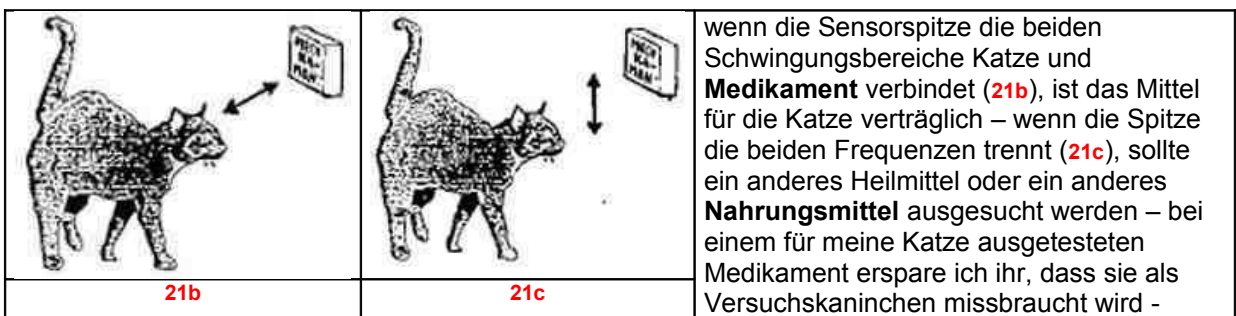 wenn die Sensorspitze die beiden
Schwingungsbereiche Katze und
Medikament verbindet (21b), ist das Mittel
für die Katze verträglich – wenn die Spitze
die beiden Frequenzen trennt (21c), sollte
ein anderes Heilmittel oder ein anderes
Nahrungsmittel ausgesucht werden – bei
einem für meine Katze ausgetesteten
Medikament erspare ich ihr, dass sie als
Versuchskaninchen missbraucht wird -
21b
21c